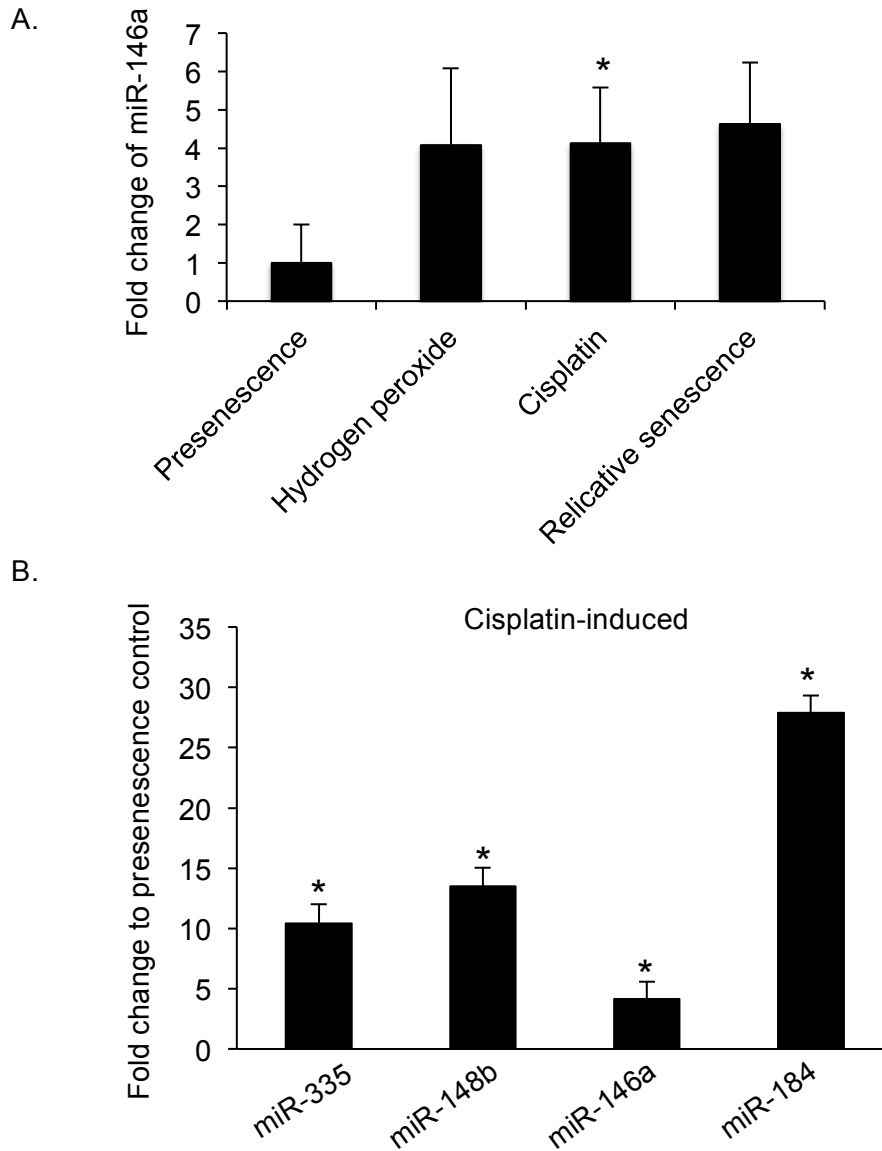 A.
Fold change of miR-146a
7
6
5
4
3
2
1
0
*
Presenescence
Hydrogen peroxide
Cisplatin
Relicative senescence
B.
Cisplatin-induced
Fold change to presenescence control
35
30
25
20
15
10
5
0
*
*
*
*
miR-335
miR-148b
miR-146a
miR-184